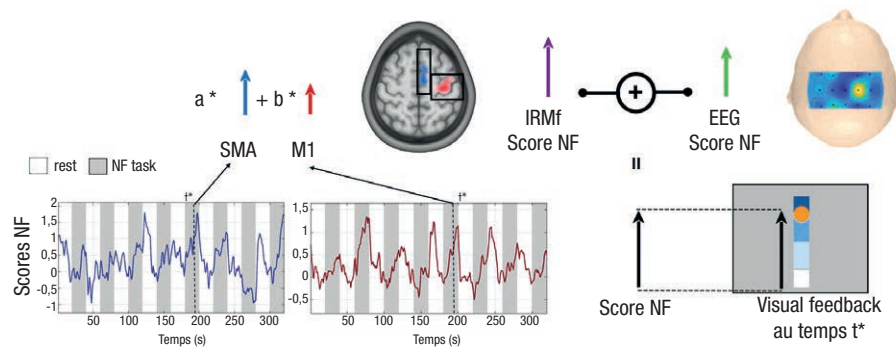 a *
+ b *
SMA
M1
IRMf
Score NF
+
EEG
Score NF
=
rest
NF task
t*
t*
Scores NF
2
1,5
1
0,5
0
-0,5
-1
50
100
150
200
250
300
Temps (s)
1,5
1
0,5
0
-0,5
50
100
150
200
250
300
Temps (s)
Score NF
Visual feedback
au temps t*